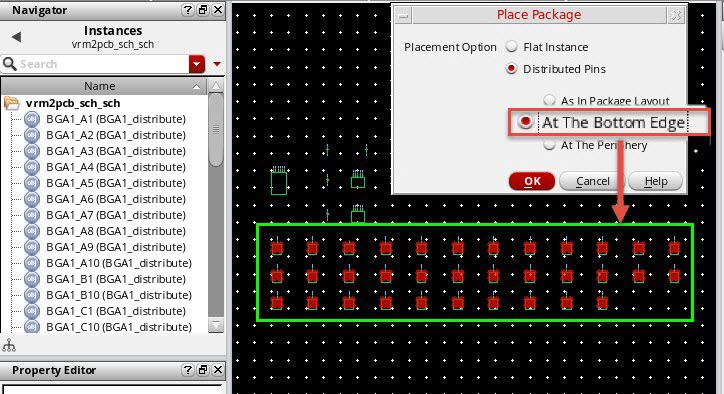 Navigator
Instances
vrm2pcb_sch_sch
Search
Name
vrm2pcb_sch_sch
BGA1_A1 (BGA1_distribute)
BGA1_A2 (BGA1_distribute)
BGA1_A3 (BGA1_distribute)
BGA1_A4 (BGA1_distribute)
BGA1_A5 (BGA1_distribute)
BGA1_A6 (BGA1_distribute)
BGA1_A7 (BGA1_distribute)
BGA1_A8 (BGA1_distribute)
BGA1_A9 (BGA1_distribute)
BGA1_A10 (BGA1_distribute)
BGA1_B1 (BGA1_distribute)
BGA1_B10 (BGA1_distribute)
BGA1_C1 (BGA1_distribute)
BGA1_C10 (BGA1_distribute)
Property Editor
Place Package
Placement Option
Flat Instance
Distributed Pins
As In Package Layout
At The Bottom Edge
At The Periphery
OK
Cancel
Help